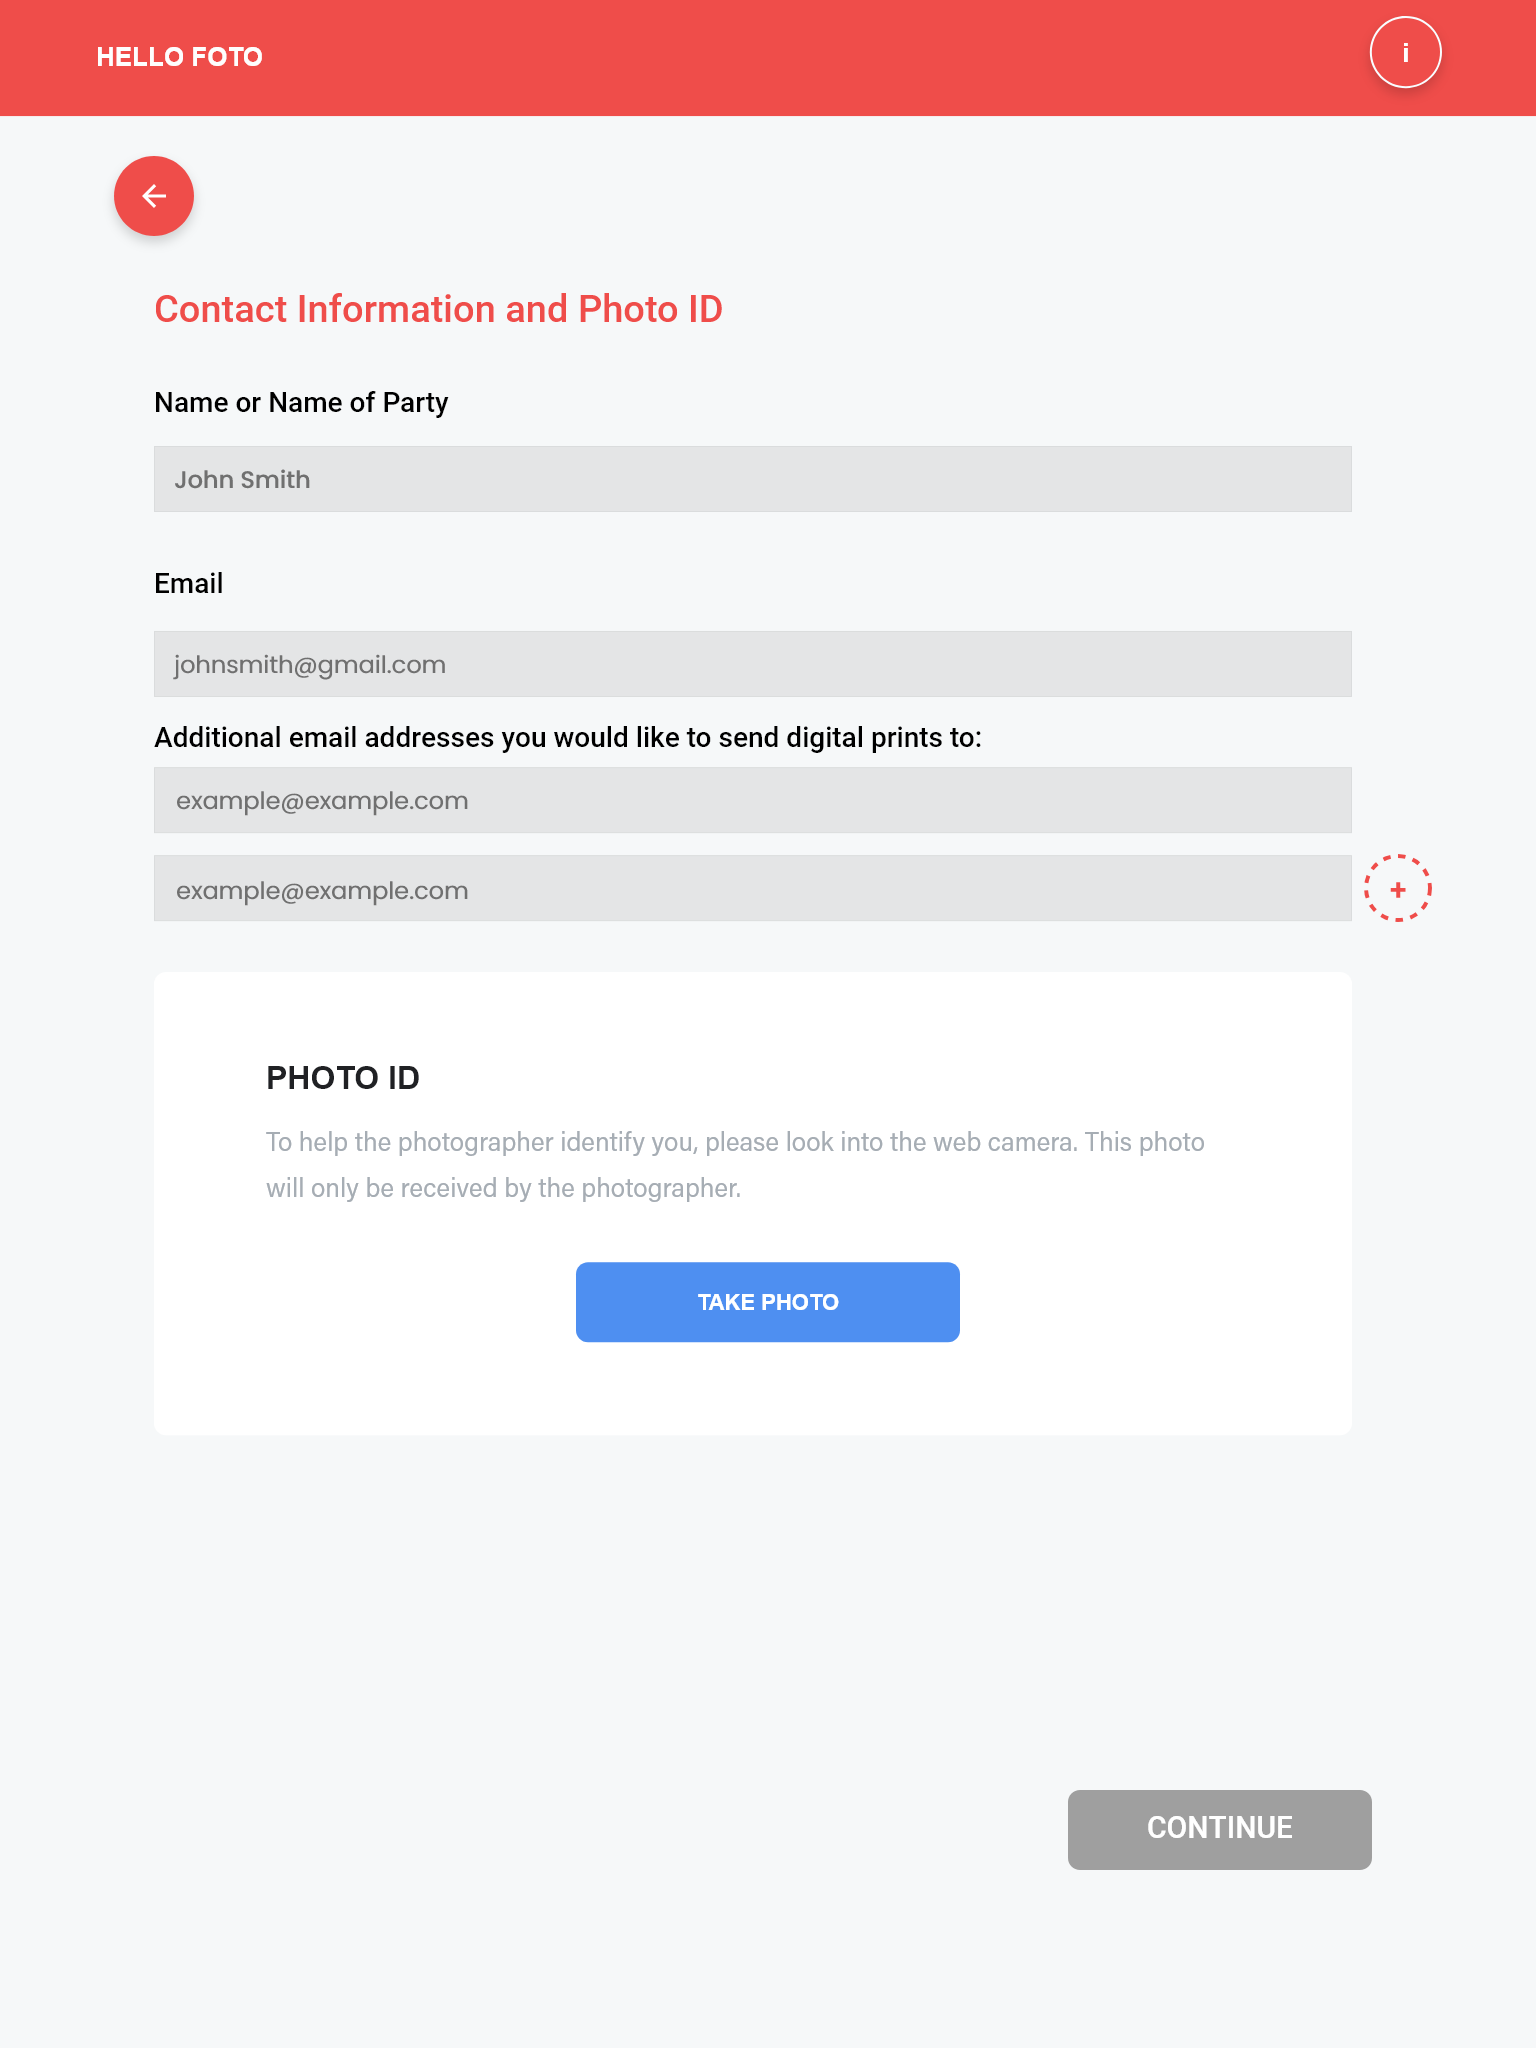 HELLO FOTO
i
Contact Information and Photo ID
Name or Name of Party
John Smith
Email
johnsmith@gmail.com
Additional email addresses you would like to send digital prints to:
example@example.com
example@example.com
+
PHOTO ID
To help the photographer identify you, please look into the web camera. This photo
will only be received by the photographer.
TAKE PHOTO
CONTINUE